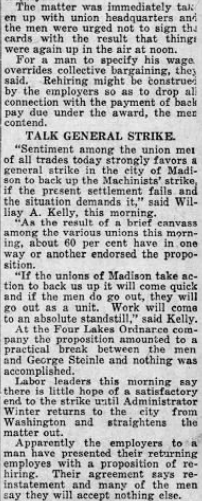 The matter was immediately tak-
en up with union headquarters and
the men were urged not to sign the
cards with the result that things
were again up in the air at noon.
For a man to specify his wage
overrides collective bargaining, they
said. Rehiring might be construed
by the employers so as to drop all
connection with the payment of back
pay due under the award, the men
contend.
TALK GENERAL STRIKE.
"Sentiment among the union men
of all trades today strongly favors a
general strike in the city of Madi-
son to back up the Machinists' strike,
if the present settlement fails and
the situation demands it," said Wil-
liay A. Kelly, this morning.
"As the result of a brief canvass
among the various unions this morn-
ing, about 60 per cent have in one
way or another endorsed the propo-
sition.
"If the unions of Madison take ac-
tion to back us up it will come quick
and if the men do go out, they will
go out as a unit. Work will come
to an absolute standstill," said Kelly.
At the Four Lakes Ordnance com-
pany the proposition amounted to a
practical break between the men
and George Steinle and nothing was
accomplished.
Labor leaders this morning say
there is little hope of a satisfactory
end to the strike until Administrator
Winter returns to the city from
Washington and straightens the
matter out.
Apparently the employers to a
man have presented their returning
employes with a proposition of re-
hiring. Their agreement says re-
instatement and many of the men
say they will accept nothing else.